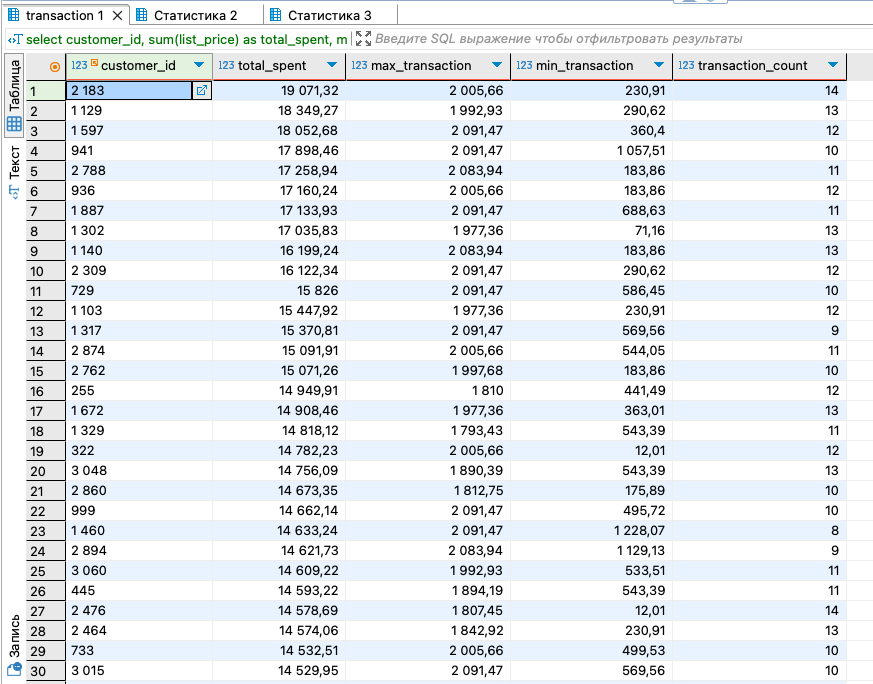 transaction 1 Статистика 2 Статистика 3
select customer_id, sum(list_price) as total_spent, m Введите SQL выражение чтобы отфильтровать результаты
Таблица
Текст
Запись
123 customer_id 123 total_spent 123 max_transaction 123 min_transaction 123 transaction_count
1 2 183 19 071,32 2 005,66 230,91 14
2 1 129 18 349,27 1 992,93 290,62 13
3 1 597 18 052,68 2 091,47 360,4 12
4 941 17 898,46 2 091,47 1 057,51 10
5 2 788 17 258,94 2 083,94 183,86 11
6 936 17 160,24 2 005,66 183,86 12
7 1 887 17 133,93 2 091,47 688,63 11
8 1 302 17 035,83 1 977,36 71,16 13
9 1 140 16 199,24 2 083,94 183,86 13
10 2 309 16 122,34 2 091,47 290,62 12
11 729 15 826 2 091,47 586,45 10
12 1 103 15 447,92 1 977,36 230,91 12
13 1 317 15 370,81 2 091,47 569,56 9
14 2 874 15 091,91 2 005,66 544,05 11
15 2 762 15 071,26 1 997,68 183,86 10
16 255 14 949,91 1 810 441,49 12
17 1 672 14 908,46 1 977,36 363,01 13
18 1 329 14 818,12 1 793,43 543,39 11
19 322 14 782,23 2 005,66 12,01 12
20 3 048 14 756,09 1 890,39 543,39 13
21 2 860 14 673,35 1 812,75 175,89 10
22 999 14 662,14 2 091,47 495,72 10
23 1 460 14 633,24 2 091,47 1 228,07 8
24 2 894 14 621,73 2 083,94 1 129,13 9
25 3 060 14 609,22 1 992,93 533,51 11
26 445 14 593,22 1 894,19 543,39 11
27 2 476 14 578,69 1 807,45 12,01 14
28 2 464 14 574,06 1 842,92 230,91 13
29 733 14 532,51 2 005,66 499,53 10
30 3 015 14 529,95 2 091,47 569,56 10